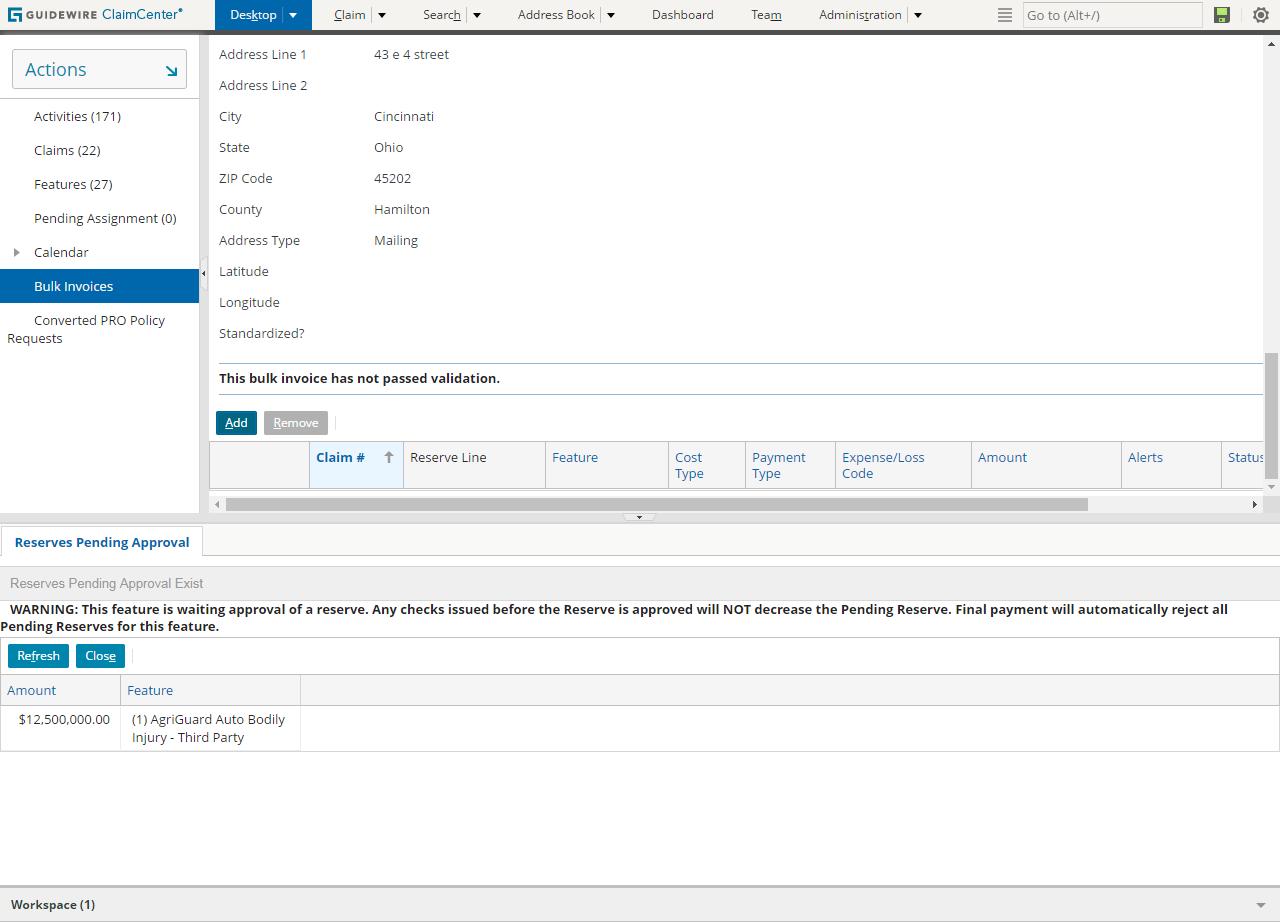 GUIDEWIRE ClaimCenter®
Desktop
Claim
Search
Address Book
Dashboard
Team
Administration
Go to (Alt+/)
Actions
Activities (171)
Claims (22)
Features (27)
Pending Assignment (0)
Calendar
Bulk Invoices
Converted PRO Policy
Requests
Address Line 1 43 e 4 street
Address Line 2
City Cincinnati
State Ohio
ZIP Code 45202
County Hamilton
Address Type Mailing
Latitude
Longitude
Standardized?
This bulk invoice has not passed validation.
Add Remove
Claim # Reserve Line Feature Cost Payment Expense/Loss Amount Alerts Status
Type Type Code
Reserves Pending Approval
Reserves Pending Approval Exist
WARNING: This feature is waiting approval of a reserve. Any checks issued before the Reserve is approved will NOT decrease the Pending Reserve. Final payment will automatically reject all
Pending Reserves for this feature.
Refresh Close
Amount Feature
$12,500,000.00 (1) AgriGuard Auto Bodily
Injury - Third Party
Workspace (1)